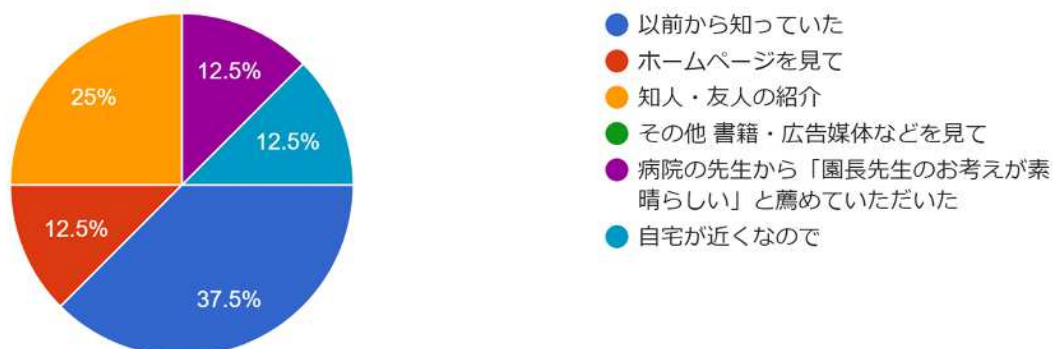 12.5%
25%
12.5%
12.5%
37.5%
以前から知っていた
ホームページを見て
知人・友人の紹介
その他 書籍・広告媒体などを見て
病院の先生から「園長先生のお考えが素
晴らしい」と薦めていただいた
自宅が近くなので